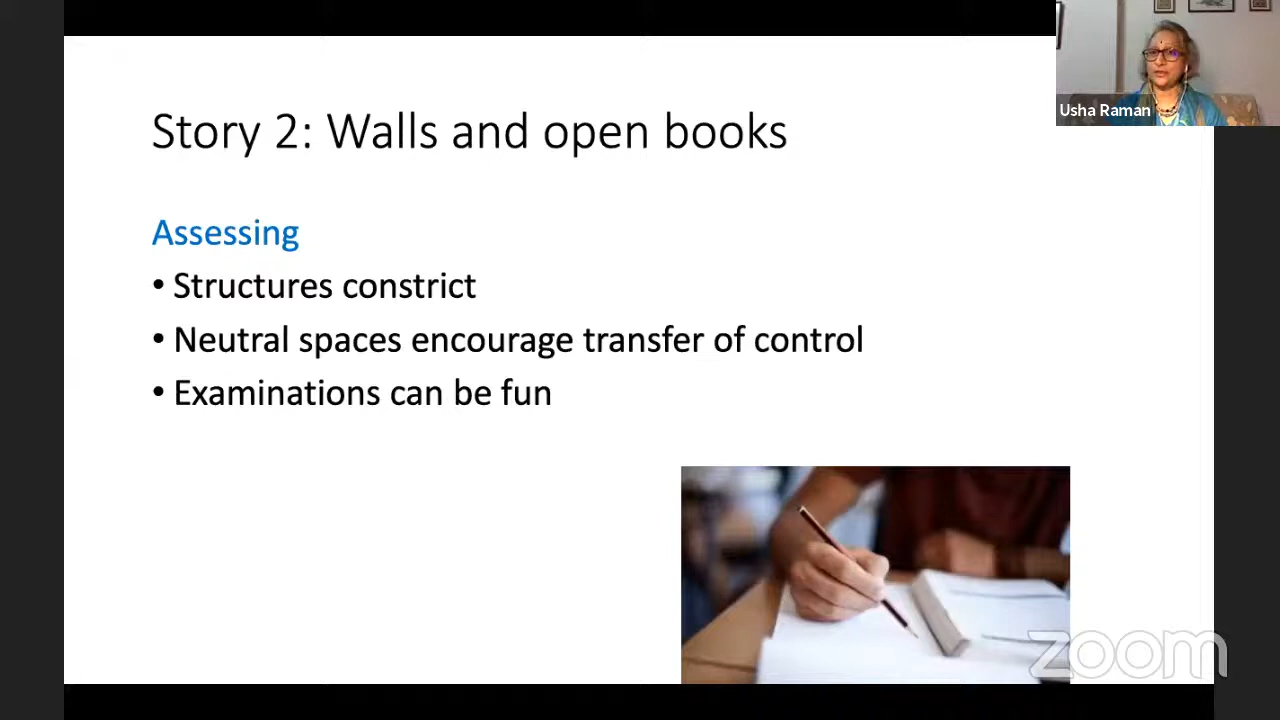 Usha Raman
Story 2: Walls and open books
Assessing
• Structures constrict
• Neutral spaces encourage transfer of control
• Examinations can be fun
zoom